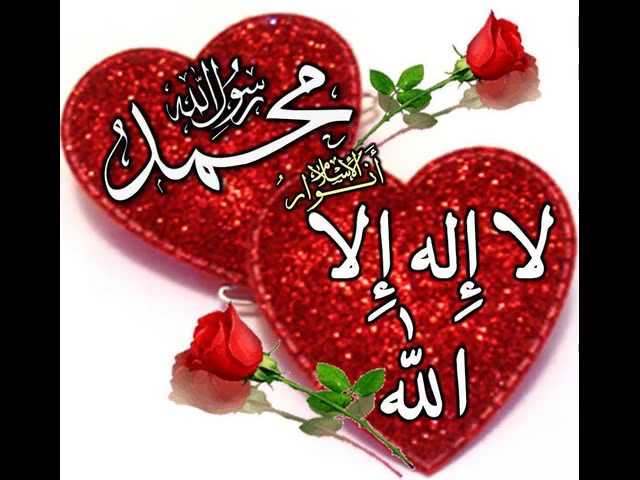 محمد رسول الله
أنوار الإسلام
لا إله إلا
الله